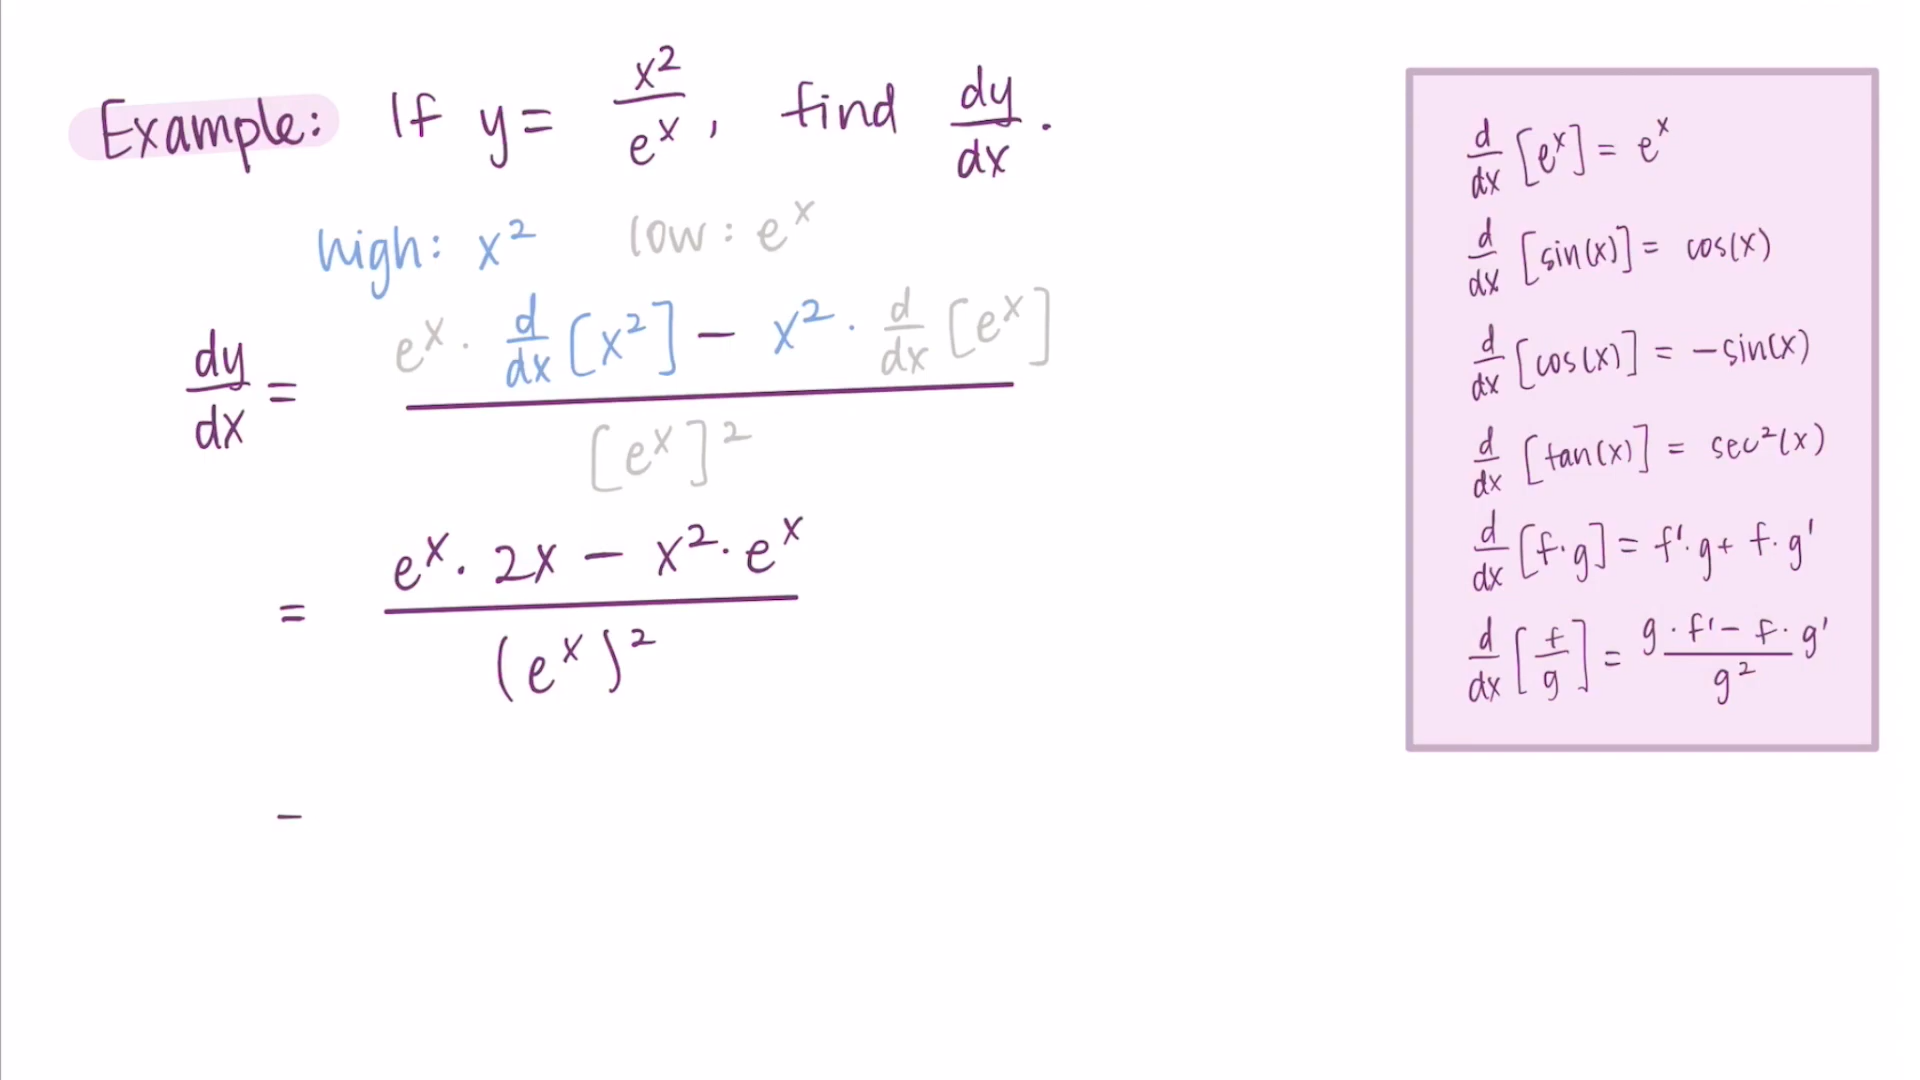 Example: If y = x²/eˣ, find dy/dx.
high: x² low: eˣ
dy/dx = (eˣ · d/dx [x²] − x² · d/dx [eˣ]) / [eˣ]²
= (eˣ · 2x − x² · eˣ) / (eˣ)²
−
d/dx [eˣ] = eˣ
d/dx [sin(x)] = cos(x)
d/dx [cos(x)] = −sin(x)
d/dx [tan(x)] = sec²(x)
d/dx [f·g] = f'·g + f·g'
d/dx [f/g] = (g·f' − f·g') / g²